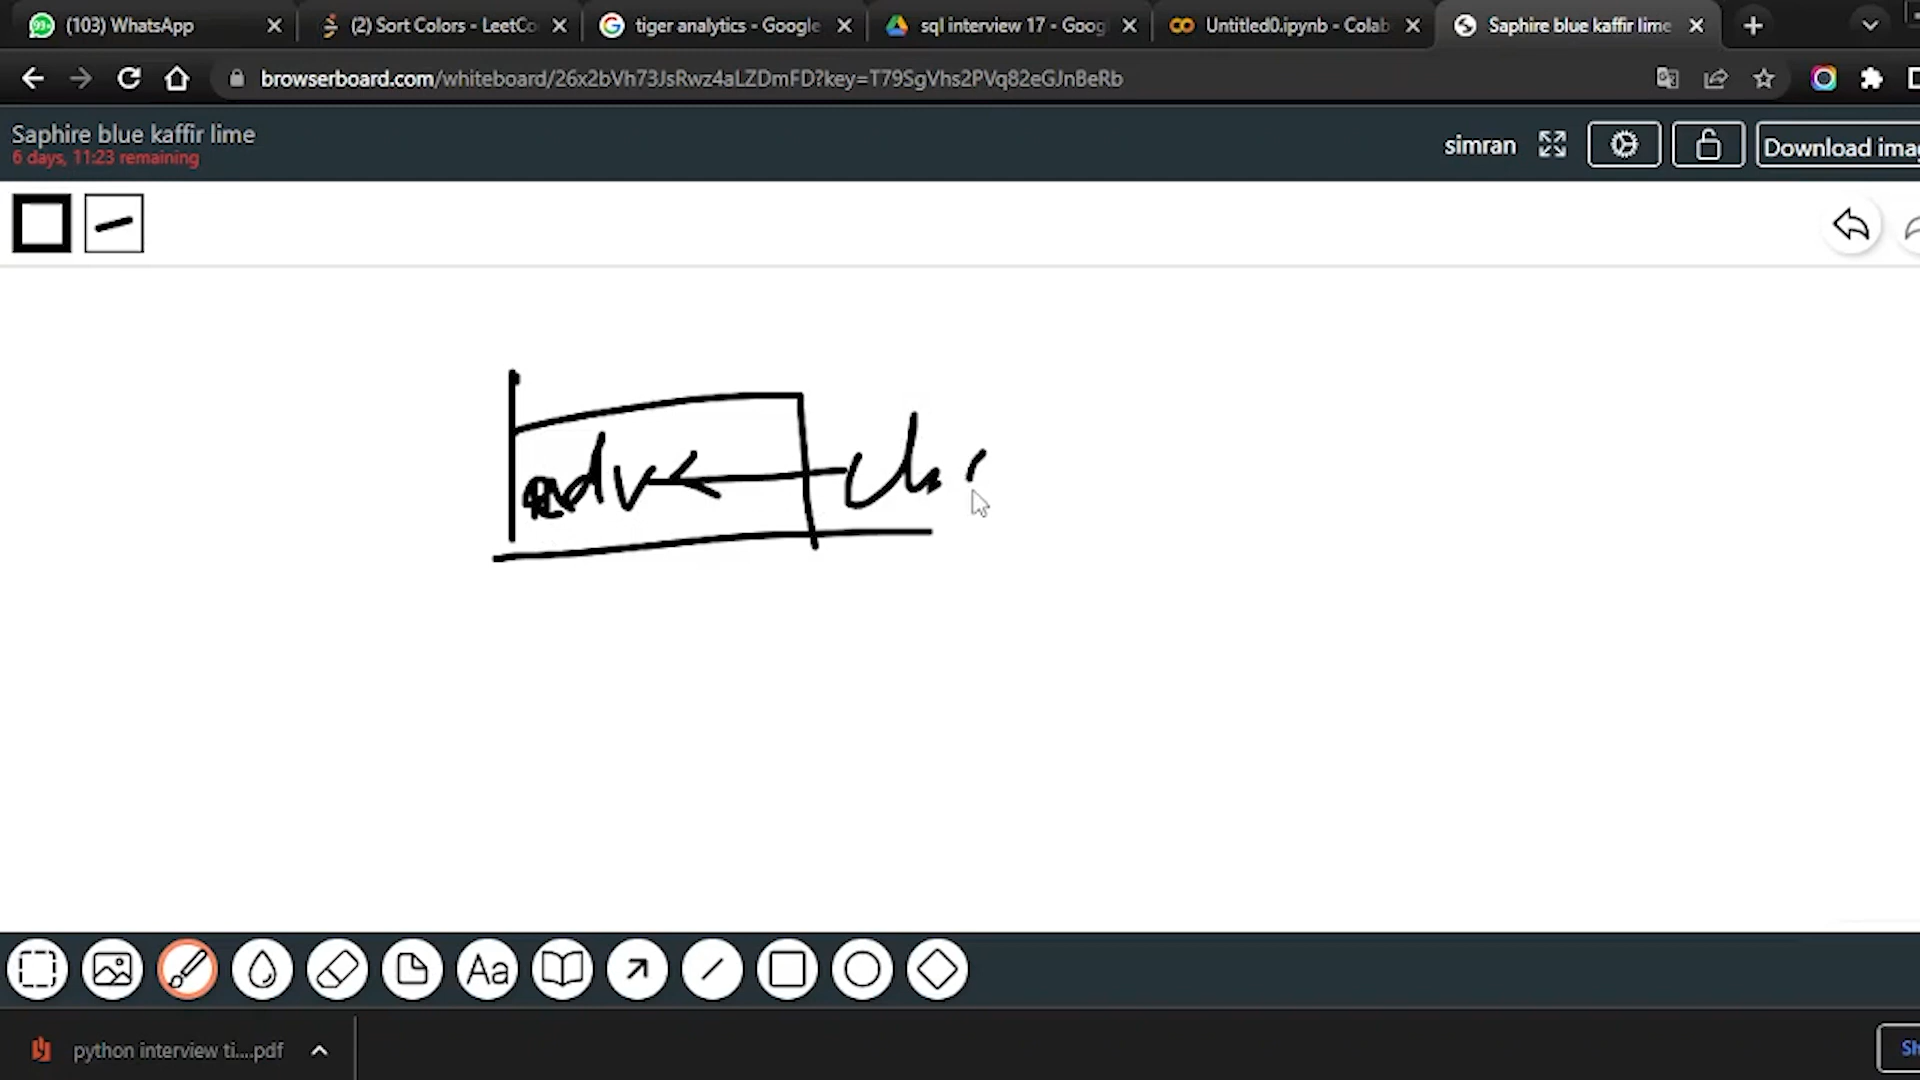 (103) WhatsApp
(2) Sort Colors - LeetCo
tiger analytics - Google
sql interview 17 - Goog
Untitled0.ipynb - Colab
Saphire blue kaffir lime
browserboard.com/whiteboard/26x2bVh73JsRwz4aLZDmFD?key=T79SgVhs2PVq82eGJnBeRb
Saphire blue kaffir lime
6 days, 11:23 remaining
simran
Download imag
adv
Aa
python interview ti....pdf
Sh